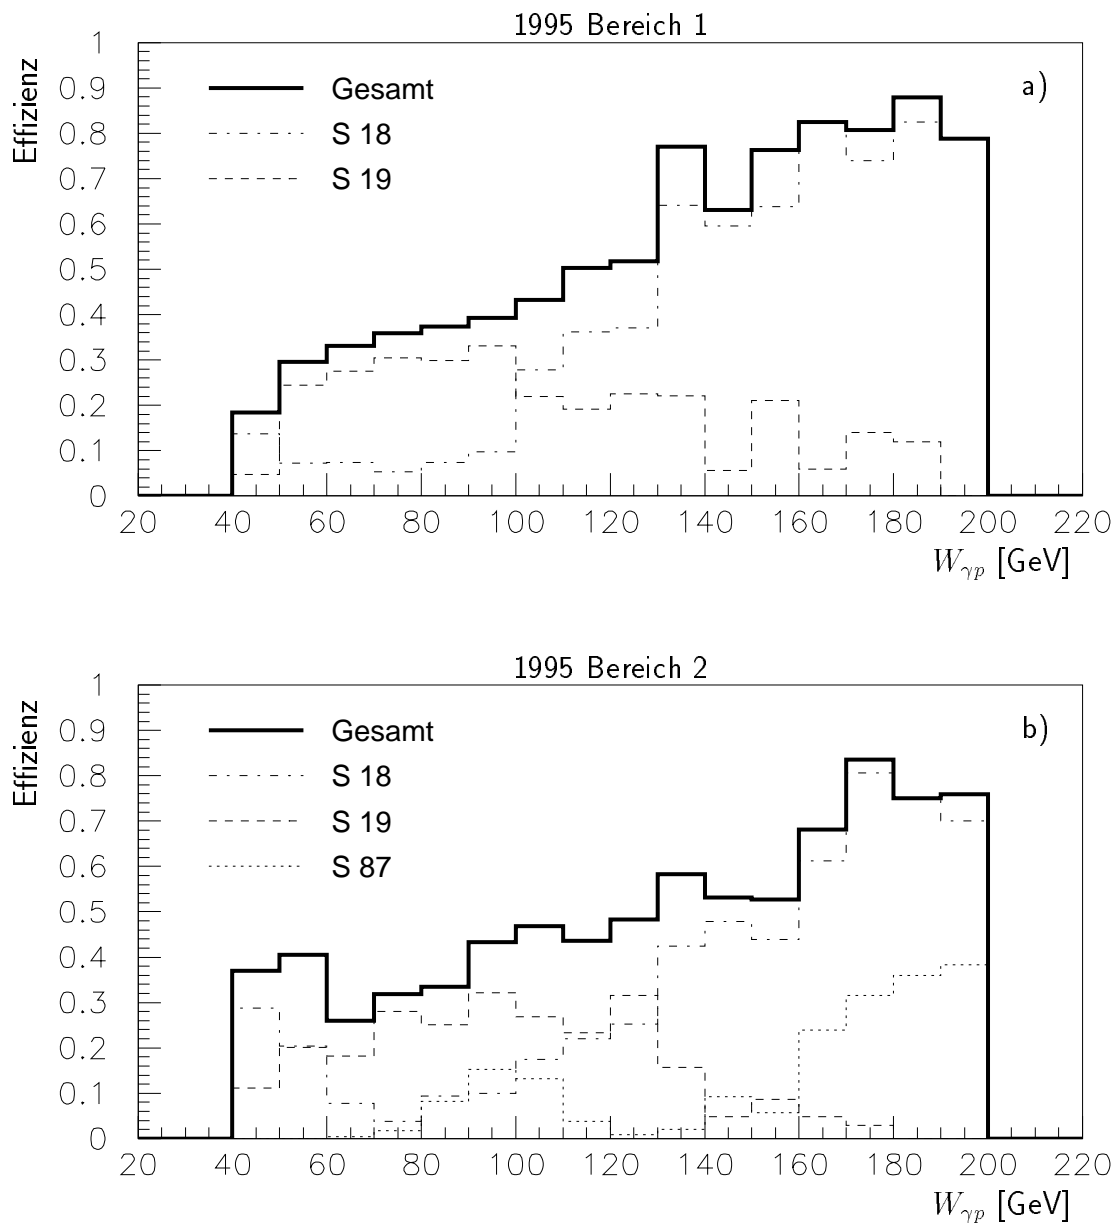 1995 Bereich 1
Effizienz
1
0.9
0.8
0.7
0.6
0.5
0.4
0.3
0.2
0.1
0
Gesamt
S 18
S 19
a)
20 40 60 80 100 120 140 160 180 200 220
W_γp [GeV]
1995 Bereich 2
Effizienz
1
0.9
0.8
0.7
0.6
0.5
0.4
0.3
0.2
0.1
0
Gesamt
S 18
S 19
S 87
b)
20 40 60 80 100 120 140 160 180 200 220
W_γp [GeV]